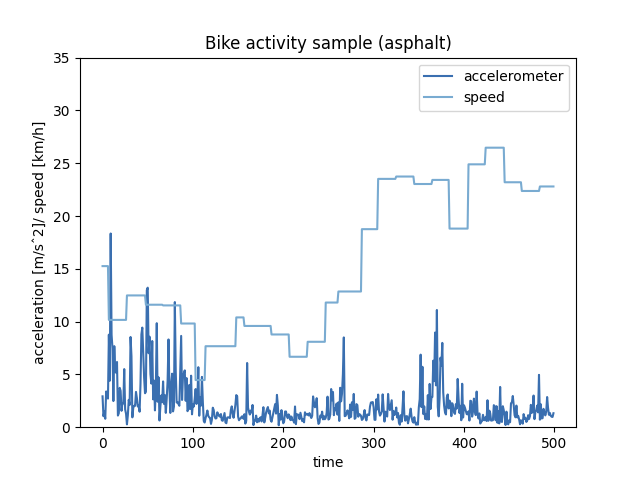 Bike activity sample (asphalt)
accelerometer
speed
35
30
25
20
15
10
5
0
acceleration [m/s^2]/ speed [km/h]
0 100 200 300 400 500
time